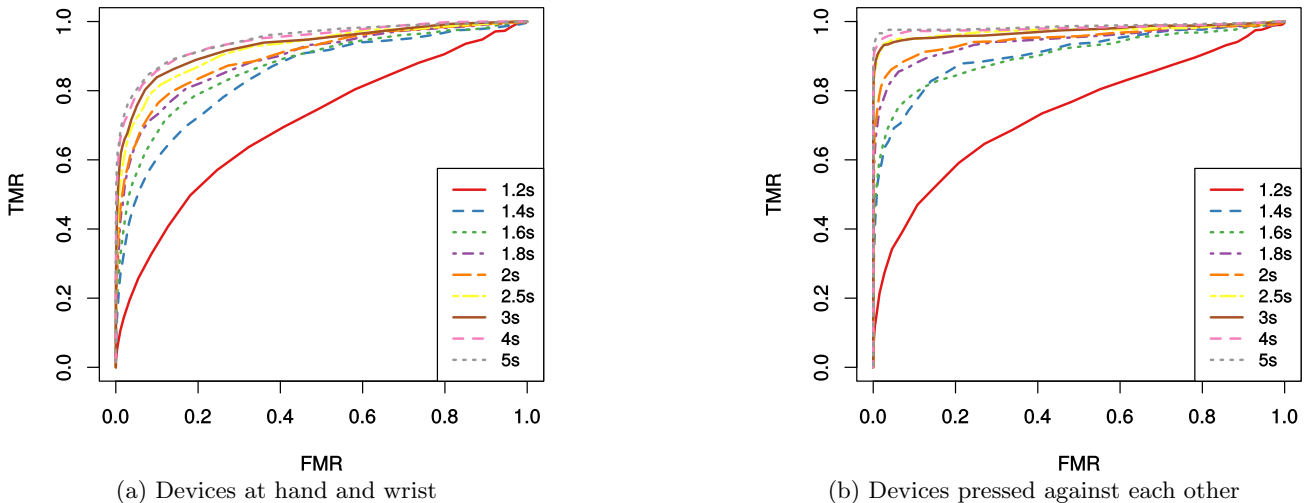 TMR
1.0
0.8
0.6
0.4
0.2
0.0
1.2s
1.4s
1.6s
1.8s
2s
2.5s
3s
4s
5s
0.0 0.2 0.4 0.6 0.8 1.0
FMR
(a) Devices at hand and wrist
TMR
1.0
0.8
0.6
0.4
0.2
0.0
1.2s
1.4s
1.6s
1.8s
2s
2.5s
3s
4s
5s
0.0 0.2 0.4 0.6 0.8 1.0
FMR
(b) Devices pressed against each other